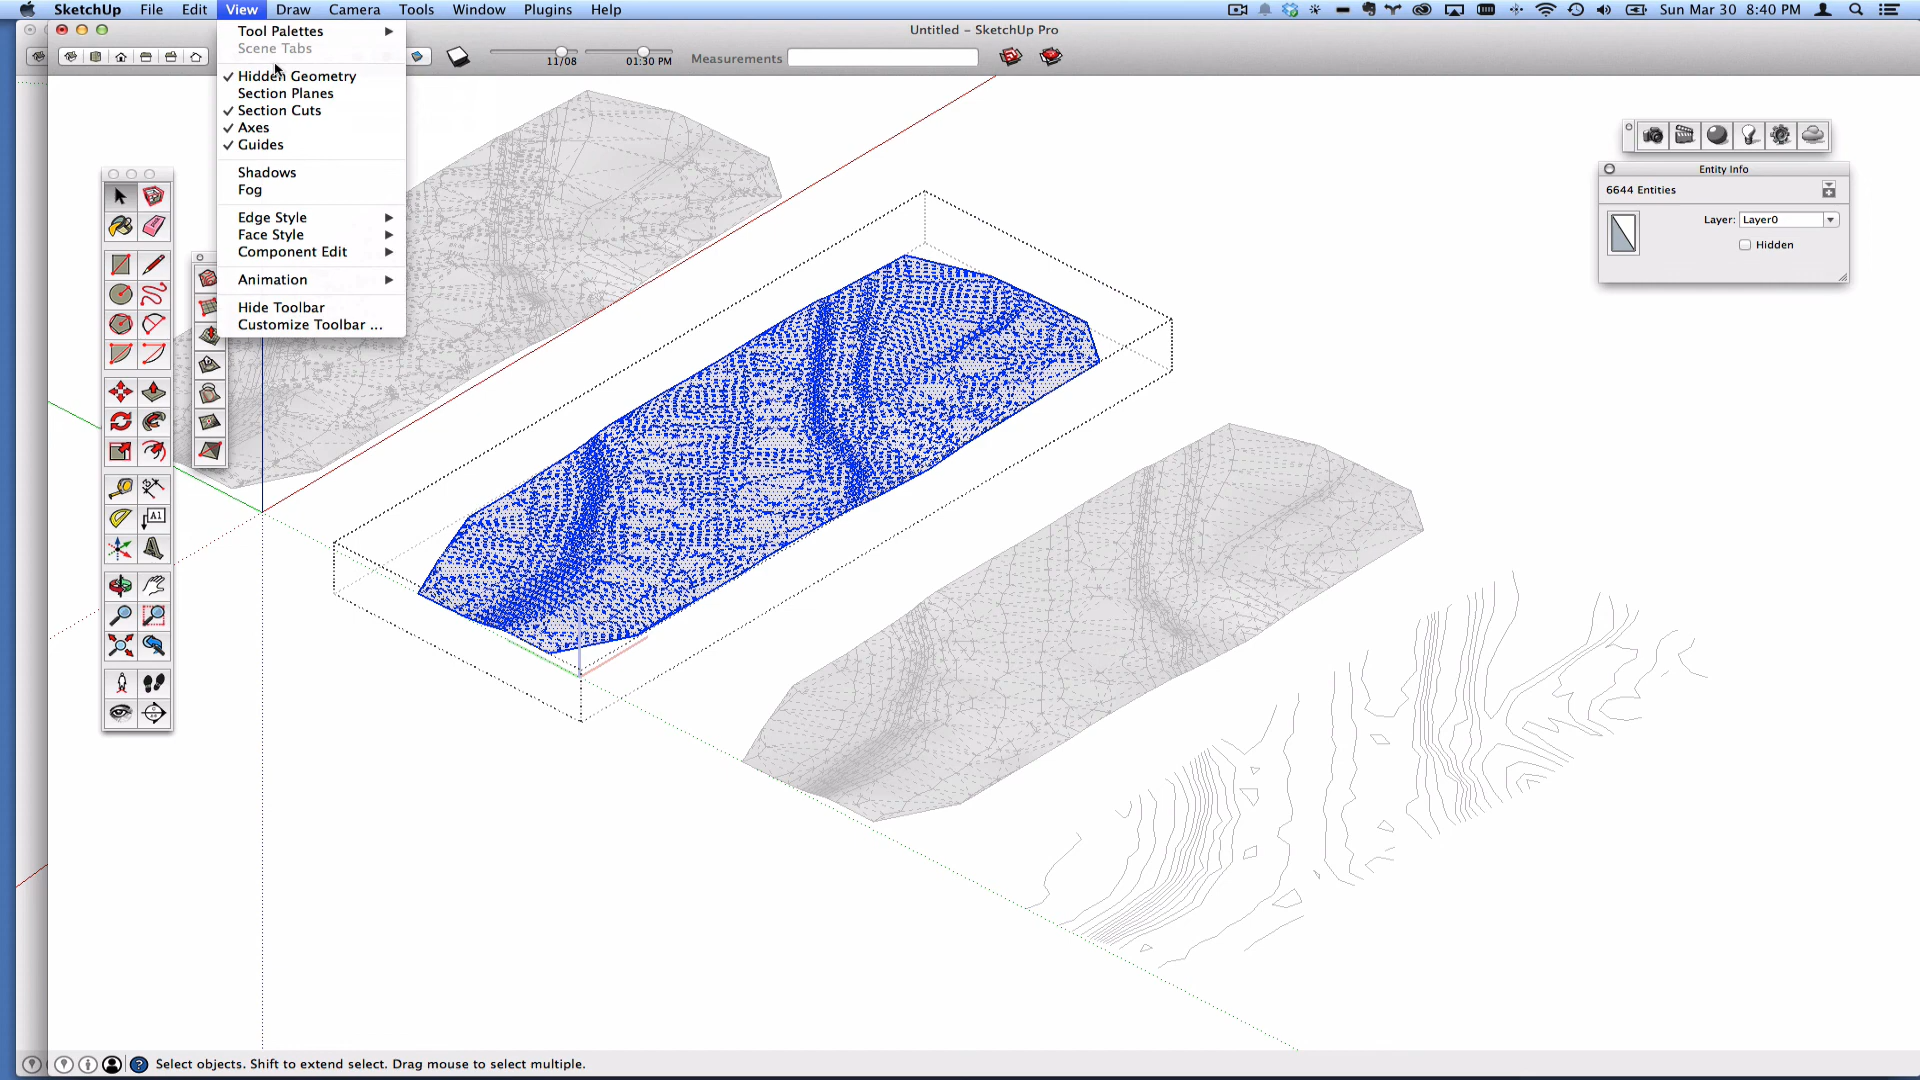 SketchUp File Edit View Draw Camera Tools Window Plugins Help Sun Mar 30 8:40 PM
Untitled – SketchUp Pro
11/08 01:30 PM Measurements
Tool Palettes
Scene Tabs
Hidden Geometry
Section Planes
Section Cuts
Axes
Guides
Shadows
Fog
Edge Style
Face Style
Component Edit
Animation
Hide Toolbar
Customize Toolbar ...
A1
Entity Info
6644 Entities
Layer: Layer0
Hidden
Select objects. Shift to extend select. Drag mouse to select multiple.